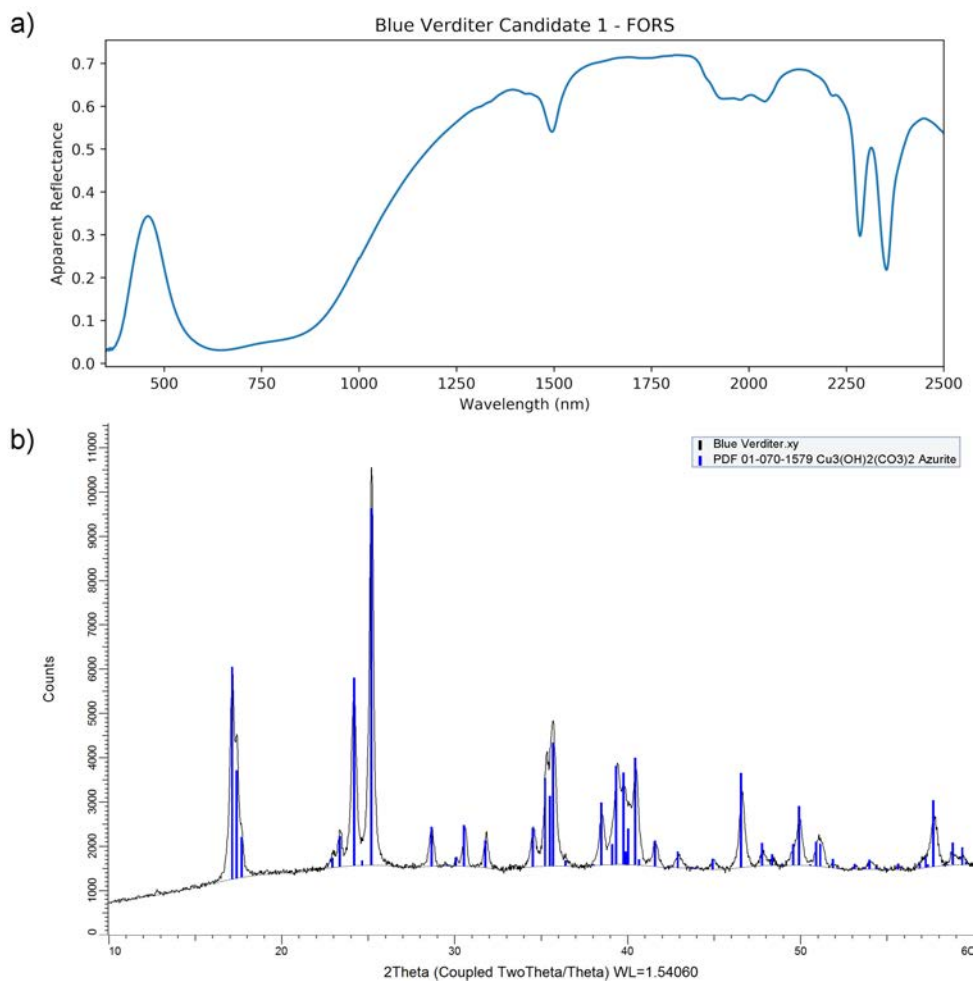 a)
Blue Verditer Candidate 1 - FORS
Apparent Reflectance
0.7
0.6
0.5
0.4
0.3
0.2
0.1
0.0
500 750 1000 1250 1500 1750 2000 2250 2500
Wavelength (nm)
b)
Blue Verditer.xy
PDF 01-070-1579 Cu3(OH)2(CO3)2 Azurite
Counts
11000
10000
9000
8000
7000
6000
5000
4000
3000
2000
1000
0
10 20 30 40 50 60
2Theta (Coupled TwoTheta/Theta) WL=1.54060